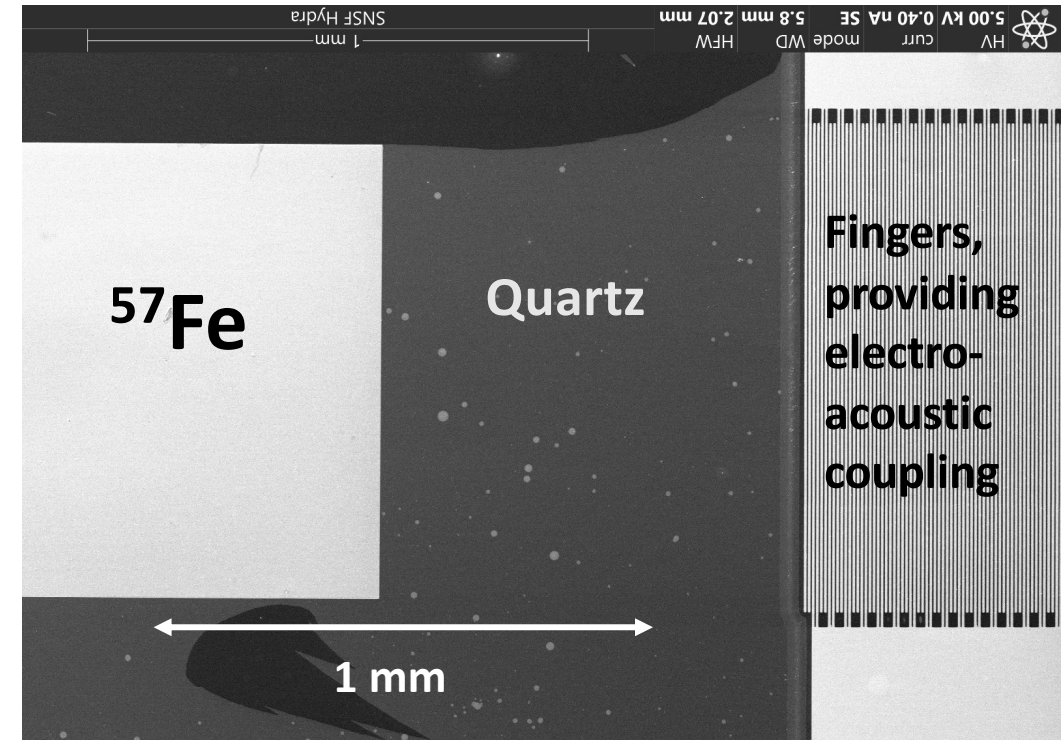 SNSF Hydra
1 mm
HFW WD mode curr HV
2.07 mm 5.8 mm SE 0.40 nA 5.00 kV
⁵⁷Fe
Quartz
Fingers,
providing
electro-
acoustic
coupling
1 mm